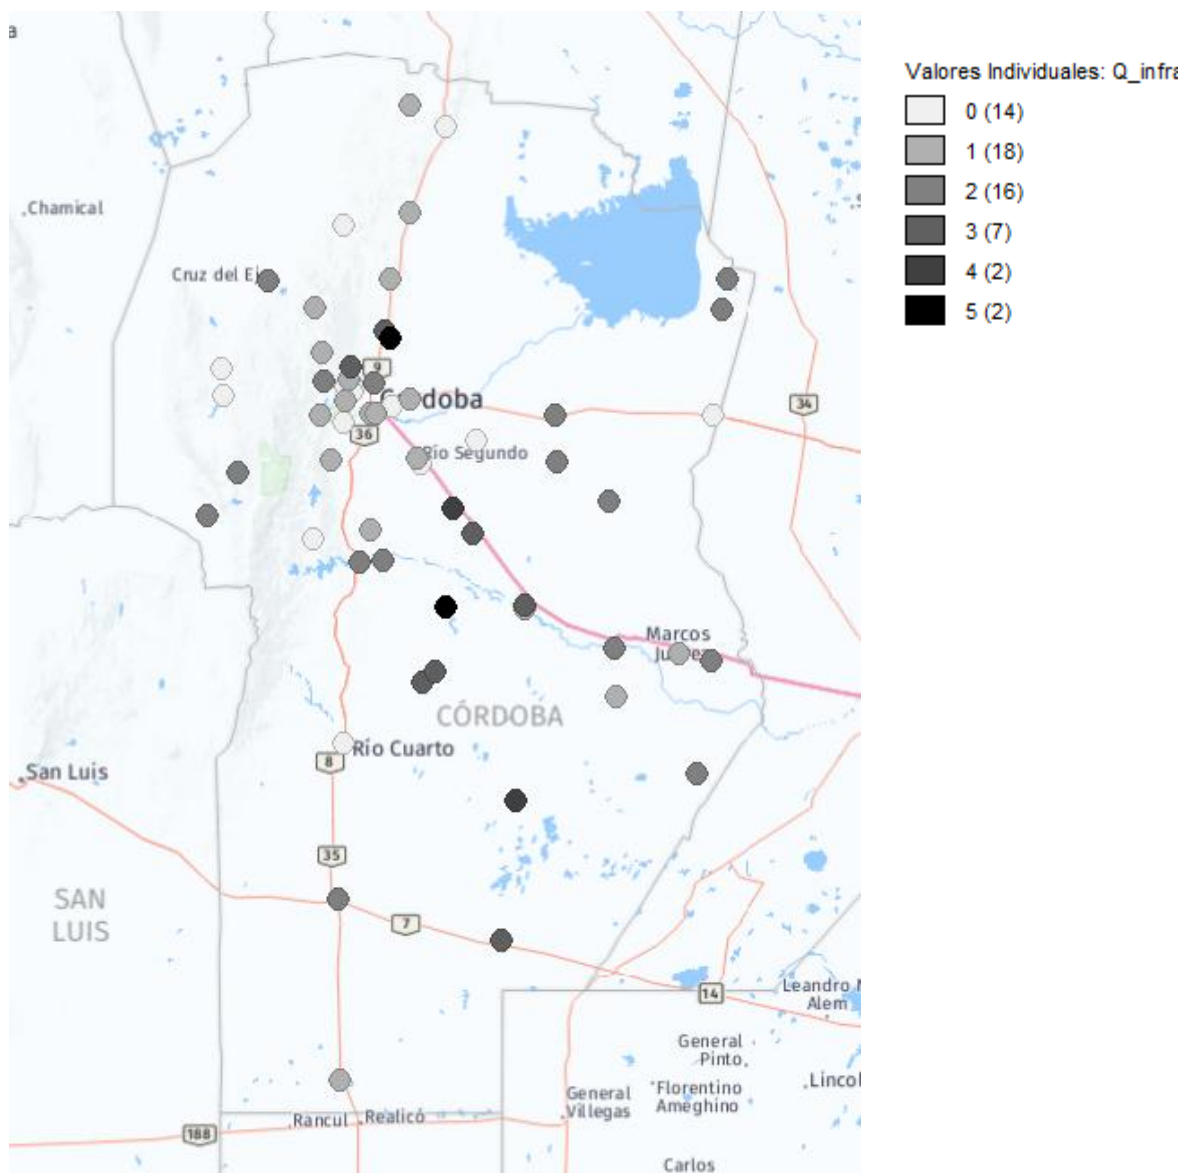 Valores Individuales: Q_infra
0 (14)
1 (18)
2 (16)
3 (7)
4 (2)
5 (2)
a
Chamical
Cruz del Ej
9
Córdoba
34
36
Río Segundo
Marcos
CÓRDOBA
Río Cuarto
8
San Luis
35
SAN
LUIS
7
14
Leandro N
Alem
General
Pinto
Florentino
Ameghino
Lincol
General
Villegas
Rancul
Realicó
188
Carlos